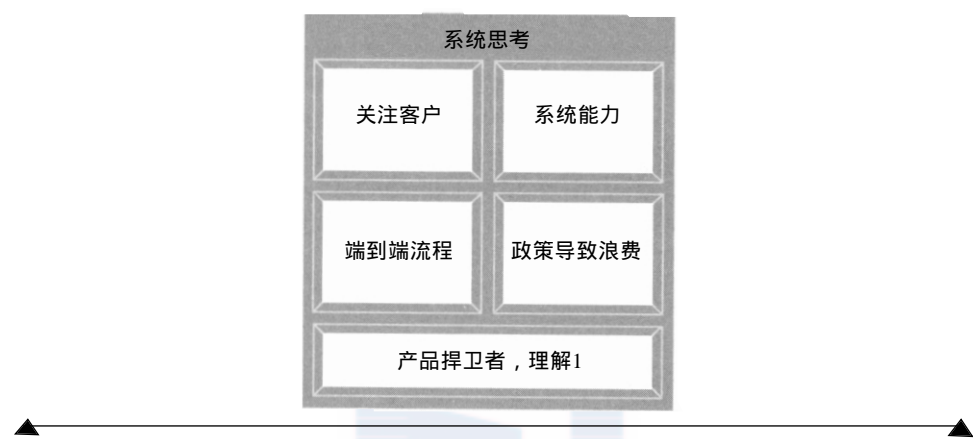 系统思考
关注客户
系统能力
端到端流程
政策导致浪费
产品捍卫者，理解1